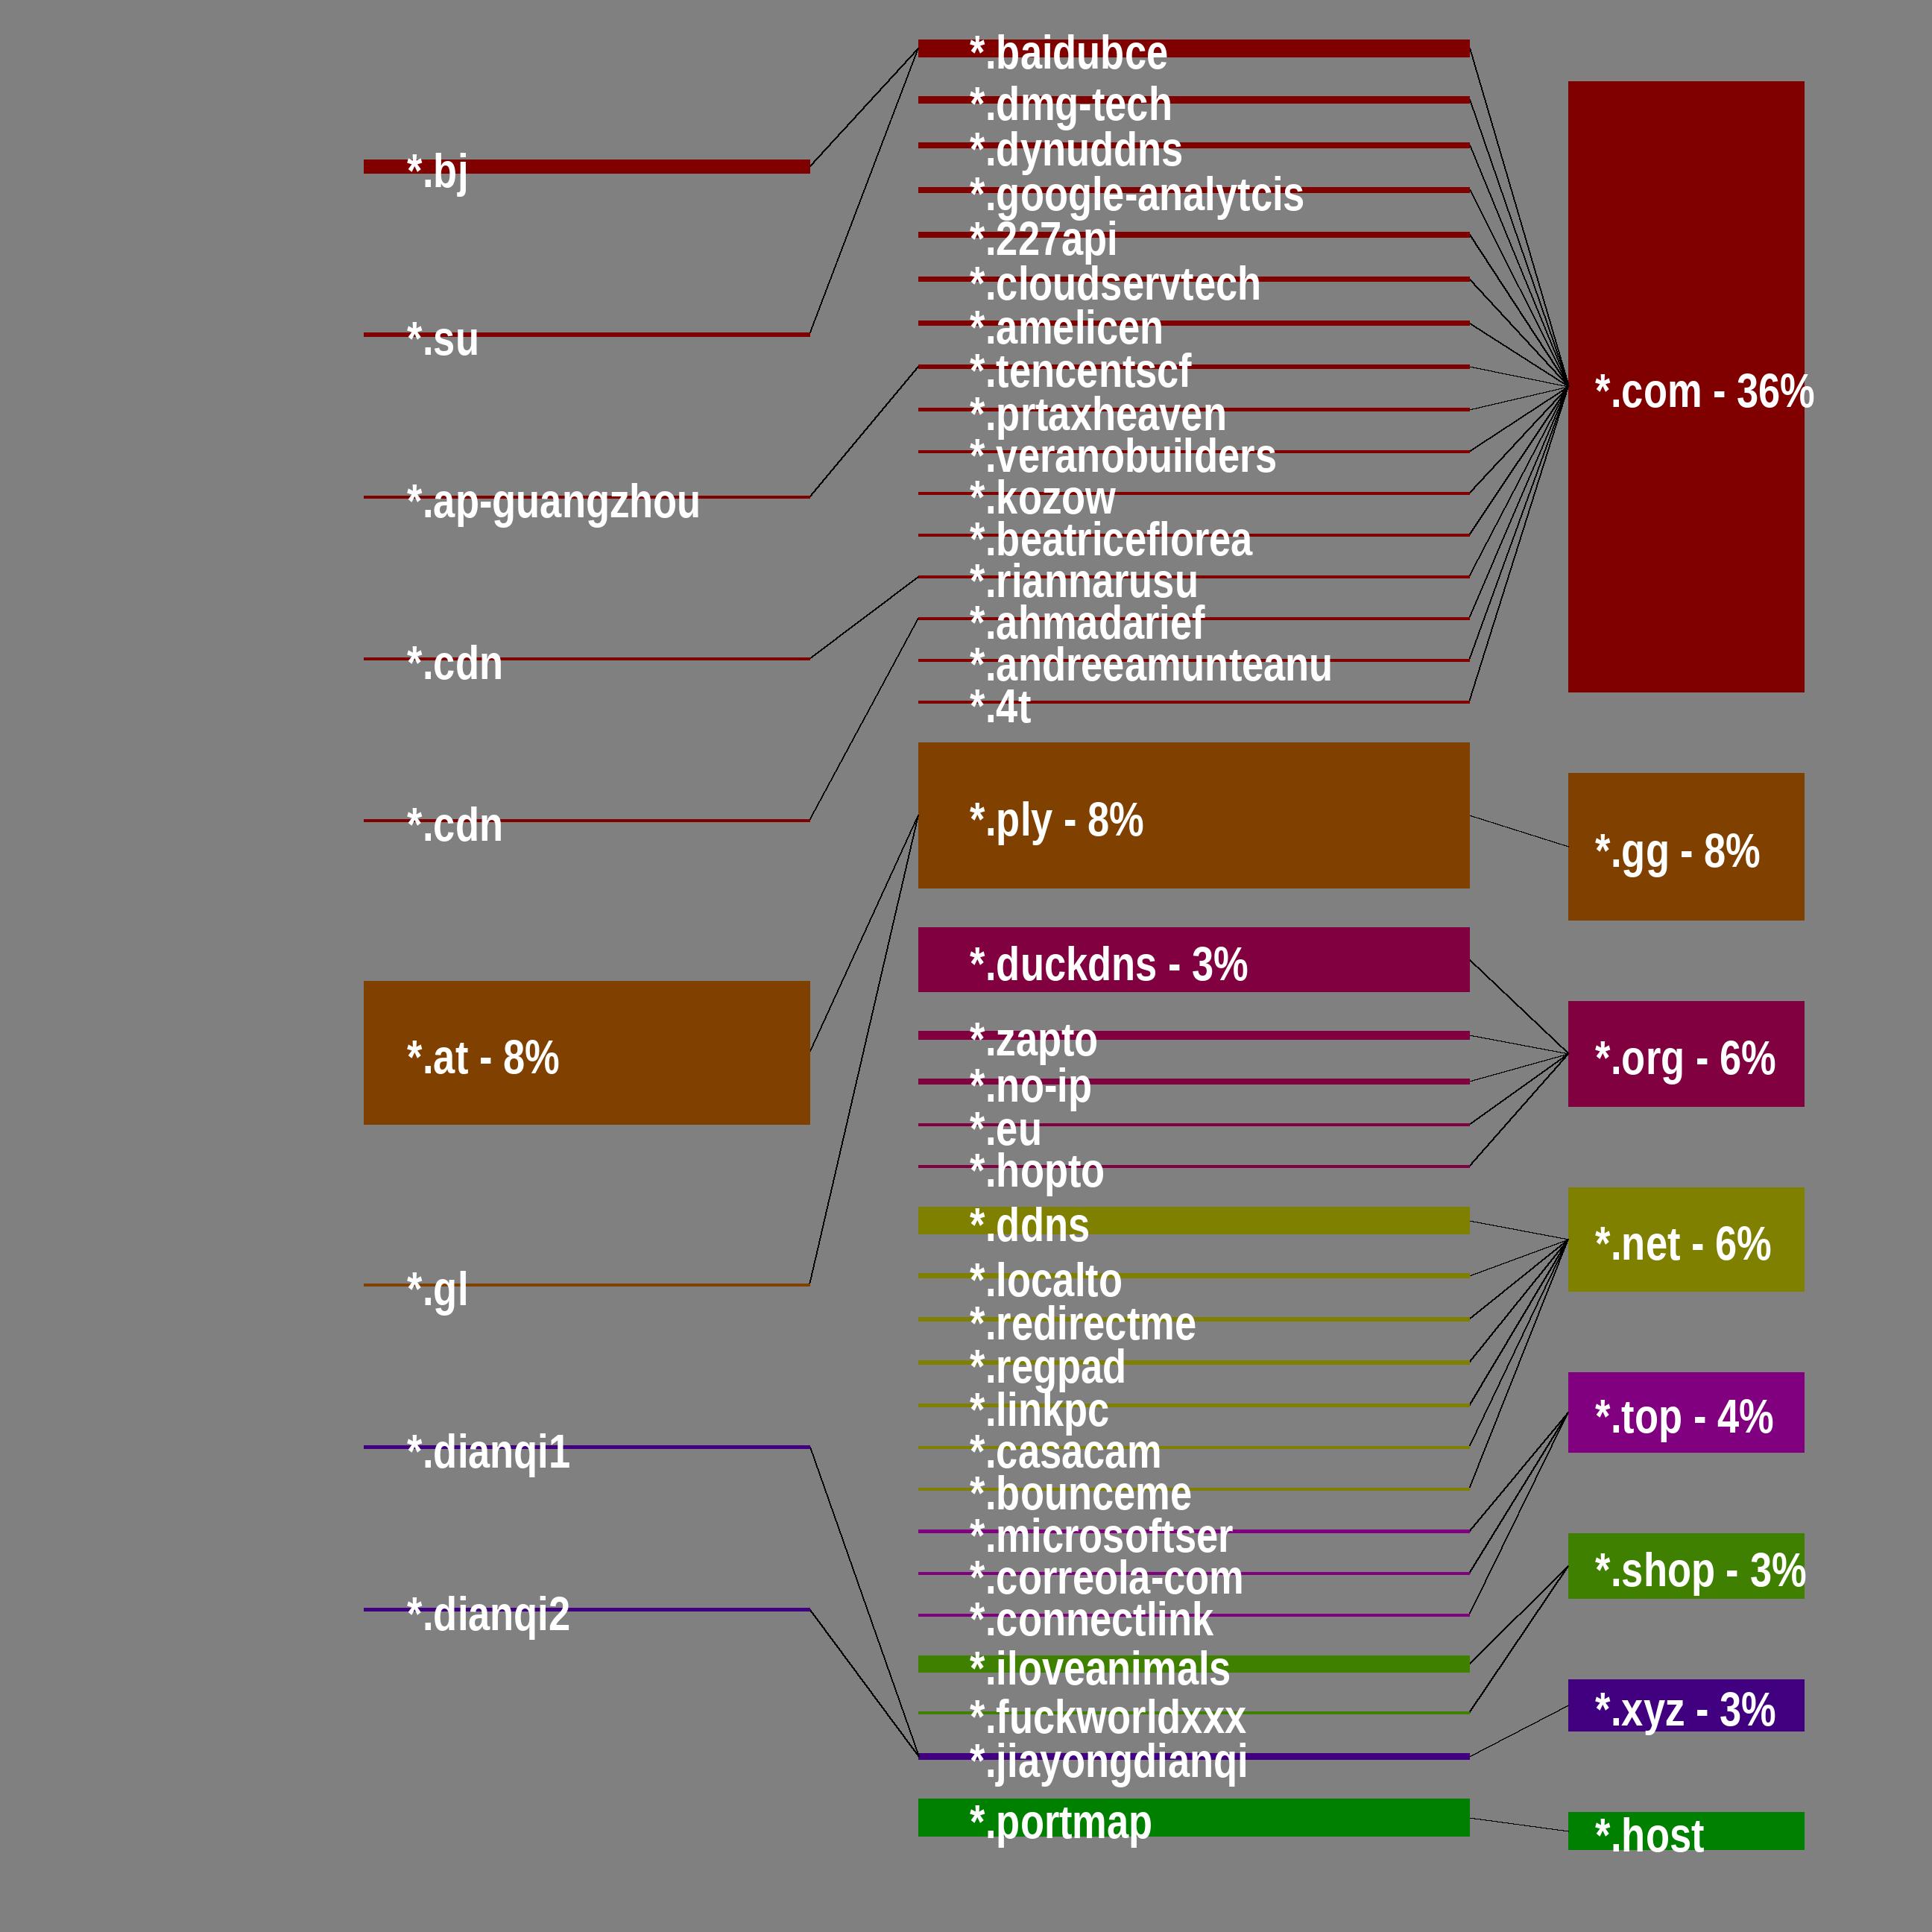 *.bj
*.su
*.ap-guangzhou
*.cdn
*.cdn
*.at - 8%
*.gl
*.dianqi1
*.dianqi2
*.baidubce
*.dmg-tech
*.dynuddns
*.google-analytcis
*.227api
*.cloudservtech
*.amelicen
*.tencentscf
*.prtaxheaven
*.veranobuilders
*.kozow
*.beatriceflorea
*.riannarusu
*.ahmadarief
*.andreeamunteanu
*.4t
*.ply - 8%
*.duckdns - 3%
*.zapto
*.no-ip
*.eu
*.hopto
*.ddns
*.localto
*.redirectme
*.regpad
*.linkpc
*.casacam
*.bounceme
*.microsoftser
*.correola-com
*.connectlink
*.iloveanimals
*.fuckworldxxx
*.jiayongdianqi
*.portmap
*.com - 36%
*.gg - 8%
*.org - 6%
*.net - 6%
*.top - 4%
*.shop - 3%
*.xyz - 3%
*.host